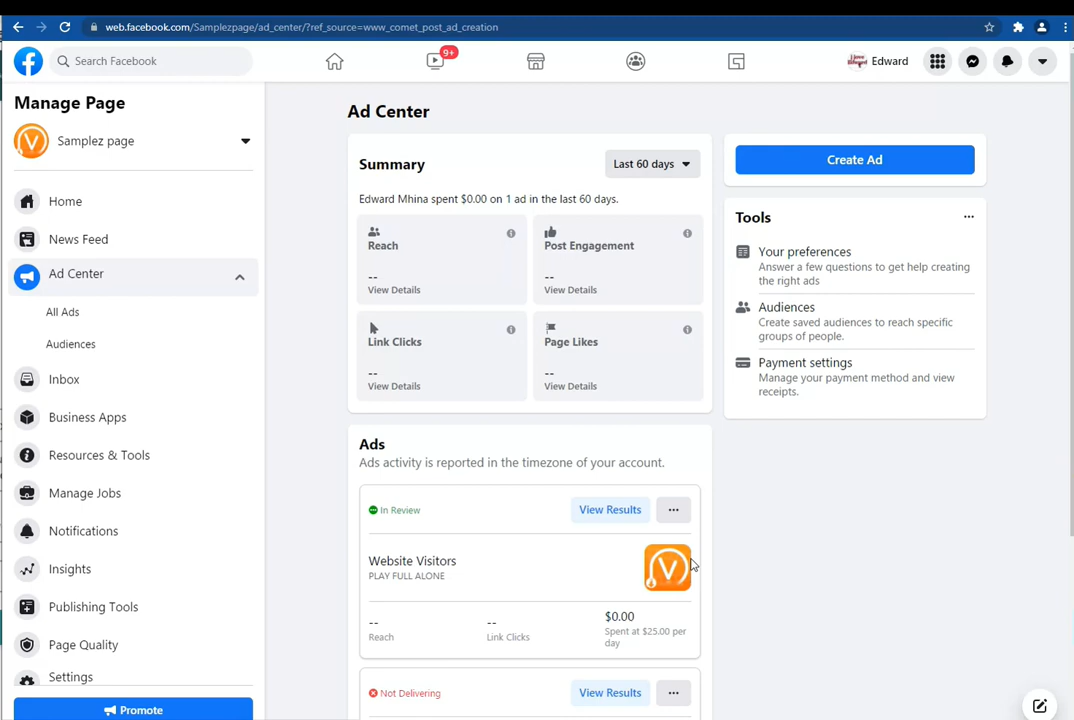 web.facebook.com/Samplezpage/ad_center/?ref_source=www_comet_post_ad_creation
Search Facebook
9+
Edward
Manage Page
Samplez page
Home
News Feed
Ad Center
All Ads
Audiences
Inbox
Business Apps
Resources & Tools
Manage Jobs
Notifications
Insights
Publishing Tools
Page Quality
Settings
Promote
Ad Center
Summary
Last 60 days
Edward Mhina spent $0.00 on 1 ad in the last 60 days.
Reach
--
View Details
Post Engagement
--
View Details
Link Clicks
--
View Details
Page Likes
--
View Details
Ads
Ads activity is reported in the timezone of your account.
In Review
View Results
...
Website Visitors
PLAY FULL ALONE
V
--
Reach
--
Link Clicks
$0.00
Spent at $25.00 per
day
Not Delivering
View Results
...
Create Ad
Tools
...
Your preferences
Answer a few questions to get help creating
the right ads
Audiences
Create saved audiences to reach specific
groups of people.
Payment settings
Manage your payment method and view
receipts.